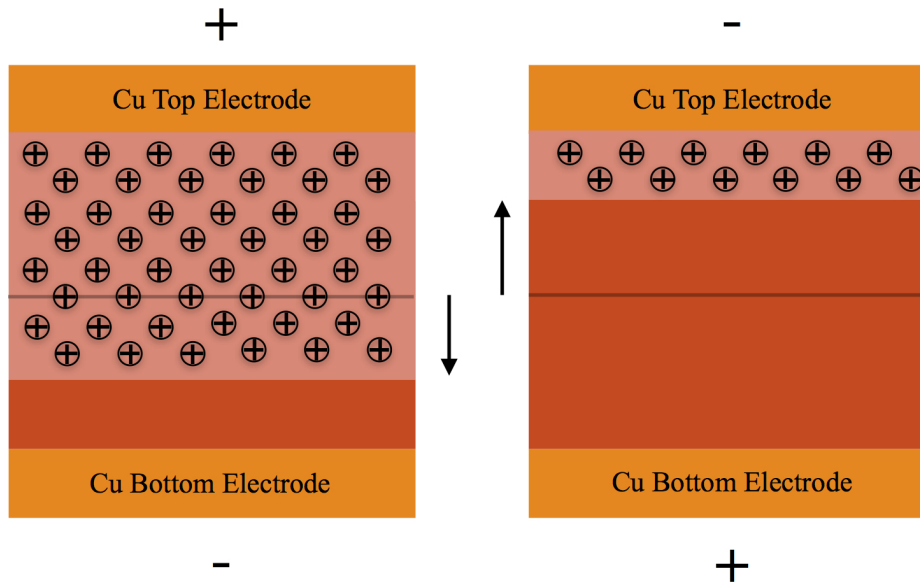 + -
Cu Top Electrode Cu Top Electrode
Cu Bottom Electrode Cu Bottom Electrode
- +